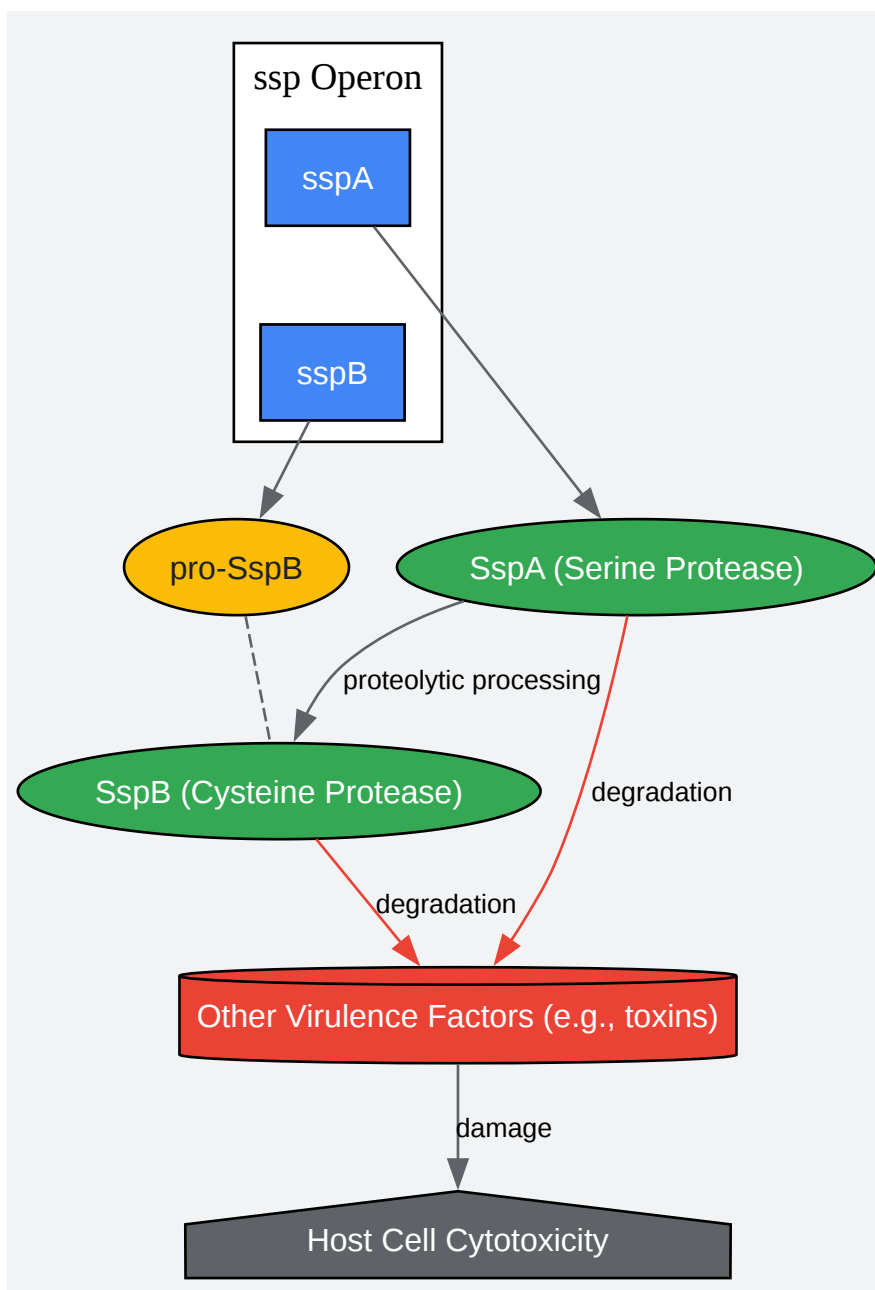 ssp Operon
sspA
sspB
pro-SspB
SspA (Serine Protease)
proteolytic processing
SspB (Cysteine Protease)
degradation
degradation
Other Virulence Factors (e.g., toxins)
damage
Host Cell Cytotoxicity